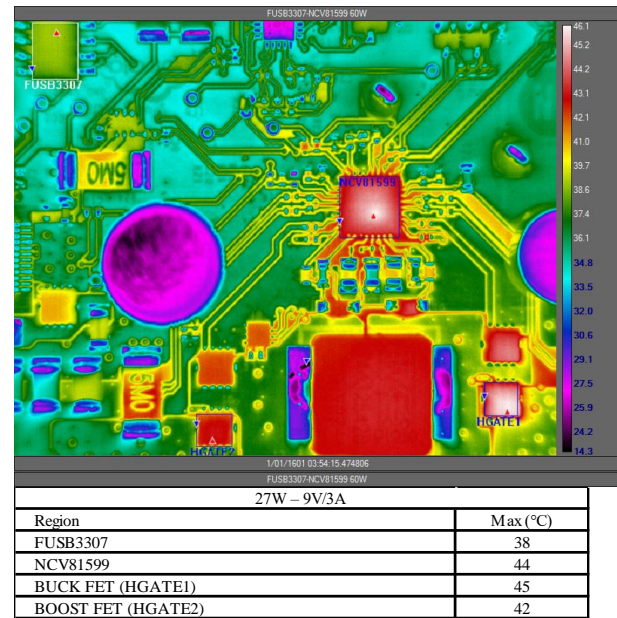 FUSB3307-NCV81599 60W
46.1
45.2
44.2
43.1
42.1
41.0
39.7
38.6
37.4
36.1
34.8
33.5
32.0
30.6
29.1
27.5
25.9
24.2
14.3
FUSB3307
5M0
NCV81599
5M0
HGATE1
HGATE2
1/01/1601 03:54:15.474806
FUSB3307-NCV81599 60W
27W – 9V/3A
Region Max (°C)
FUSB3307 38
NCV81599 44
BUCK FET (HGATE1) 45
BOOST FET (HGATE2) 42